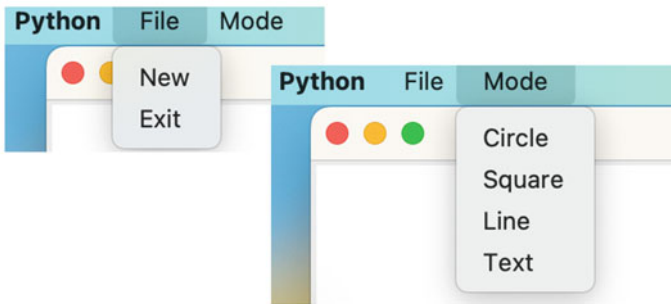 Python File Mode
New
Exit
Python File Mode
Circle
Square
Line
Text